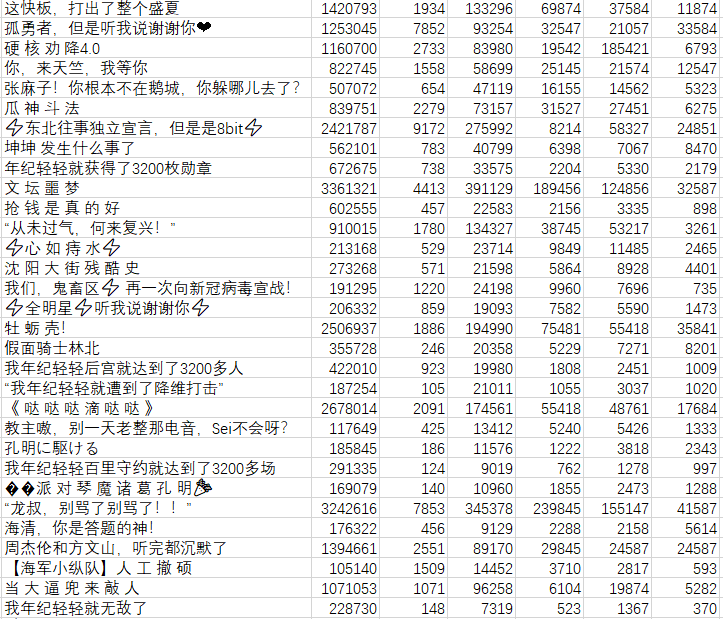 这快板，打出了整个盛夏 1420793 1934 133296 69874 37584 11874
孤勇者，但是听我说谢谢你❤ 1253045 7852 93254 32547 21057 33584
硬 核 劝 降4.0 1160700 2733 83980 19542 185421 6793
你，来天竺，我等你 822745 1558 58699 25145 21574 12547
张麻子！你根本不在鹅城，你躲哪儿去了？ 507072 654 47119 16155 14562 5323
瓜 神 斗 法 839751 2279 73157 31527 27451 6275
⚡东北往事独立宣言，但是是8bit⚡ 2421787 9172 275992 8214 58327 24851
坤坤 发生什么事了 562101 783 40799 6398 7067 8470
年纪轻轻就获得了3200枚勋章 672675 738 33575 2204 5330 2179
文 坛 噩 梦 3361321 4413 391129 189456 124856 32587
抢 钱 是 真 的 好 602555 457 22583 2156 3335 898
“从未过气，何来复兴！” 910015 1780 134327 38745 53217 3261
⚡心 如 痔 水⚡ 213168 529 23714 9849 11485 2465
沈 阳 大 街 残 酷 史 273268 571 21598 5864 8928 4401
我们，鬼畜区⚡ 再一次向新冠病毒宣战！ 191295 1220 24198 9960 7696 735
⚡全明星⚡听我说谢谢你⚡ 206332 859 19093 7582 5590 1473
牡 蛎 壳！ 2506937 1886 194990 75481 55418 35841
假面骑士林北 355728 246 20358 5229 7271 8201
我年纪轻轻后宫就达到了3200多人 422010 923 19980 1808 2451 1009
“我年纪轻轻就遭到了降维打击” 187254 105 21011 1055 3037 1020
《 哒 哒 哒 滴 哒 哒 》 2678014 2091 174561 55418 48761 17684
教主嗷，别一天老整那电音，Sei不会呀？ 117649 425 13412 5240 5426 1333
孔明に駆ける 185845 186 11576 1222 3818 2343
我年纪轻轻百里守约就达到了3200多场 291335 124 9019 762 1278 997
��派 对 琴 魔 诸 葛 孔 明🎉 169079 140 10960 1855 2473 1288
“龙叔，别骂了别骂了！！” 3242616 7853 345378 239845 155147 41587
海清，你是答题的神！ 176322 456 9129 2288 2158 5614
周杰伦和方文山，听完都沉默了 1394661 2551 89170 29845 24587 24587
【海军小纵队】人 工 撤 硕 105140 1509 14452 3710 2817 593
当 大 逼 兜 来 敲 人 1071053 1071 96258 6104 19874 5282
我年纪轻轻就无敌了 228730 148 7319 523 1367 370